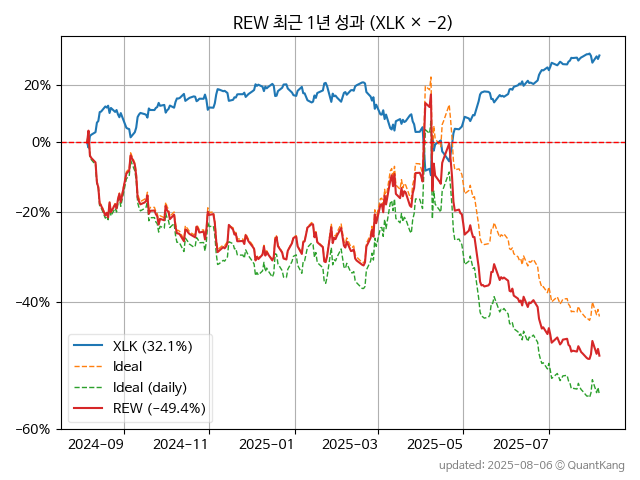 REW 최근 1년 성과 (XLK × −2)
20%
0%
−20%
−40%
−60%
XLK (32.1%)
Ideal
Ideal (daily)
REW (−49.4%)
2024-09 2024-11 2025-01 2025-03 2025-05 2025-07
updated: 2025-08-06 © QuantKang